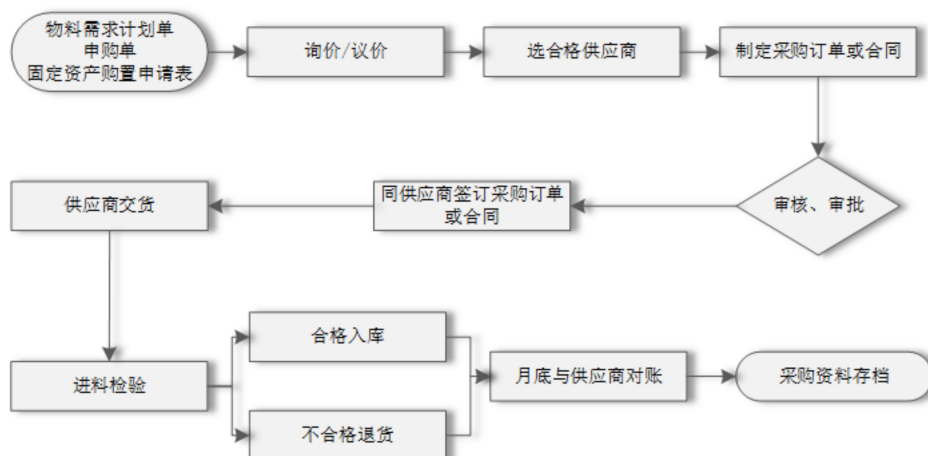 物料需求计划单
申购单
固定资产购置申请表
询价/议价
选合格供应商
制定采购订单或合同
审核、审批
同供应商签订采购订单
或合同
供应商交货
进料检验
合格入库
不合格退货
月底与供应商对账
采购资料存档